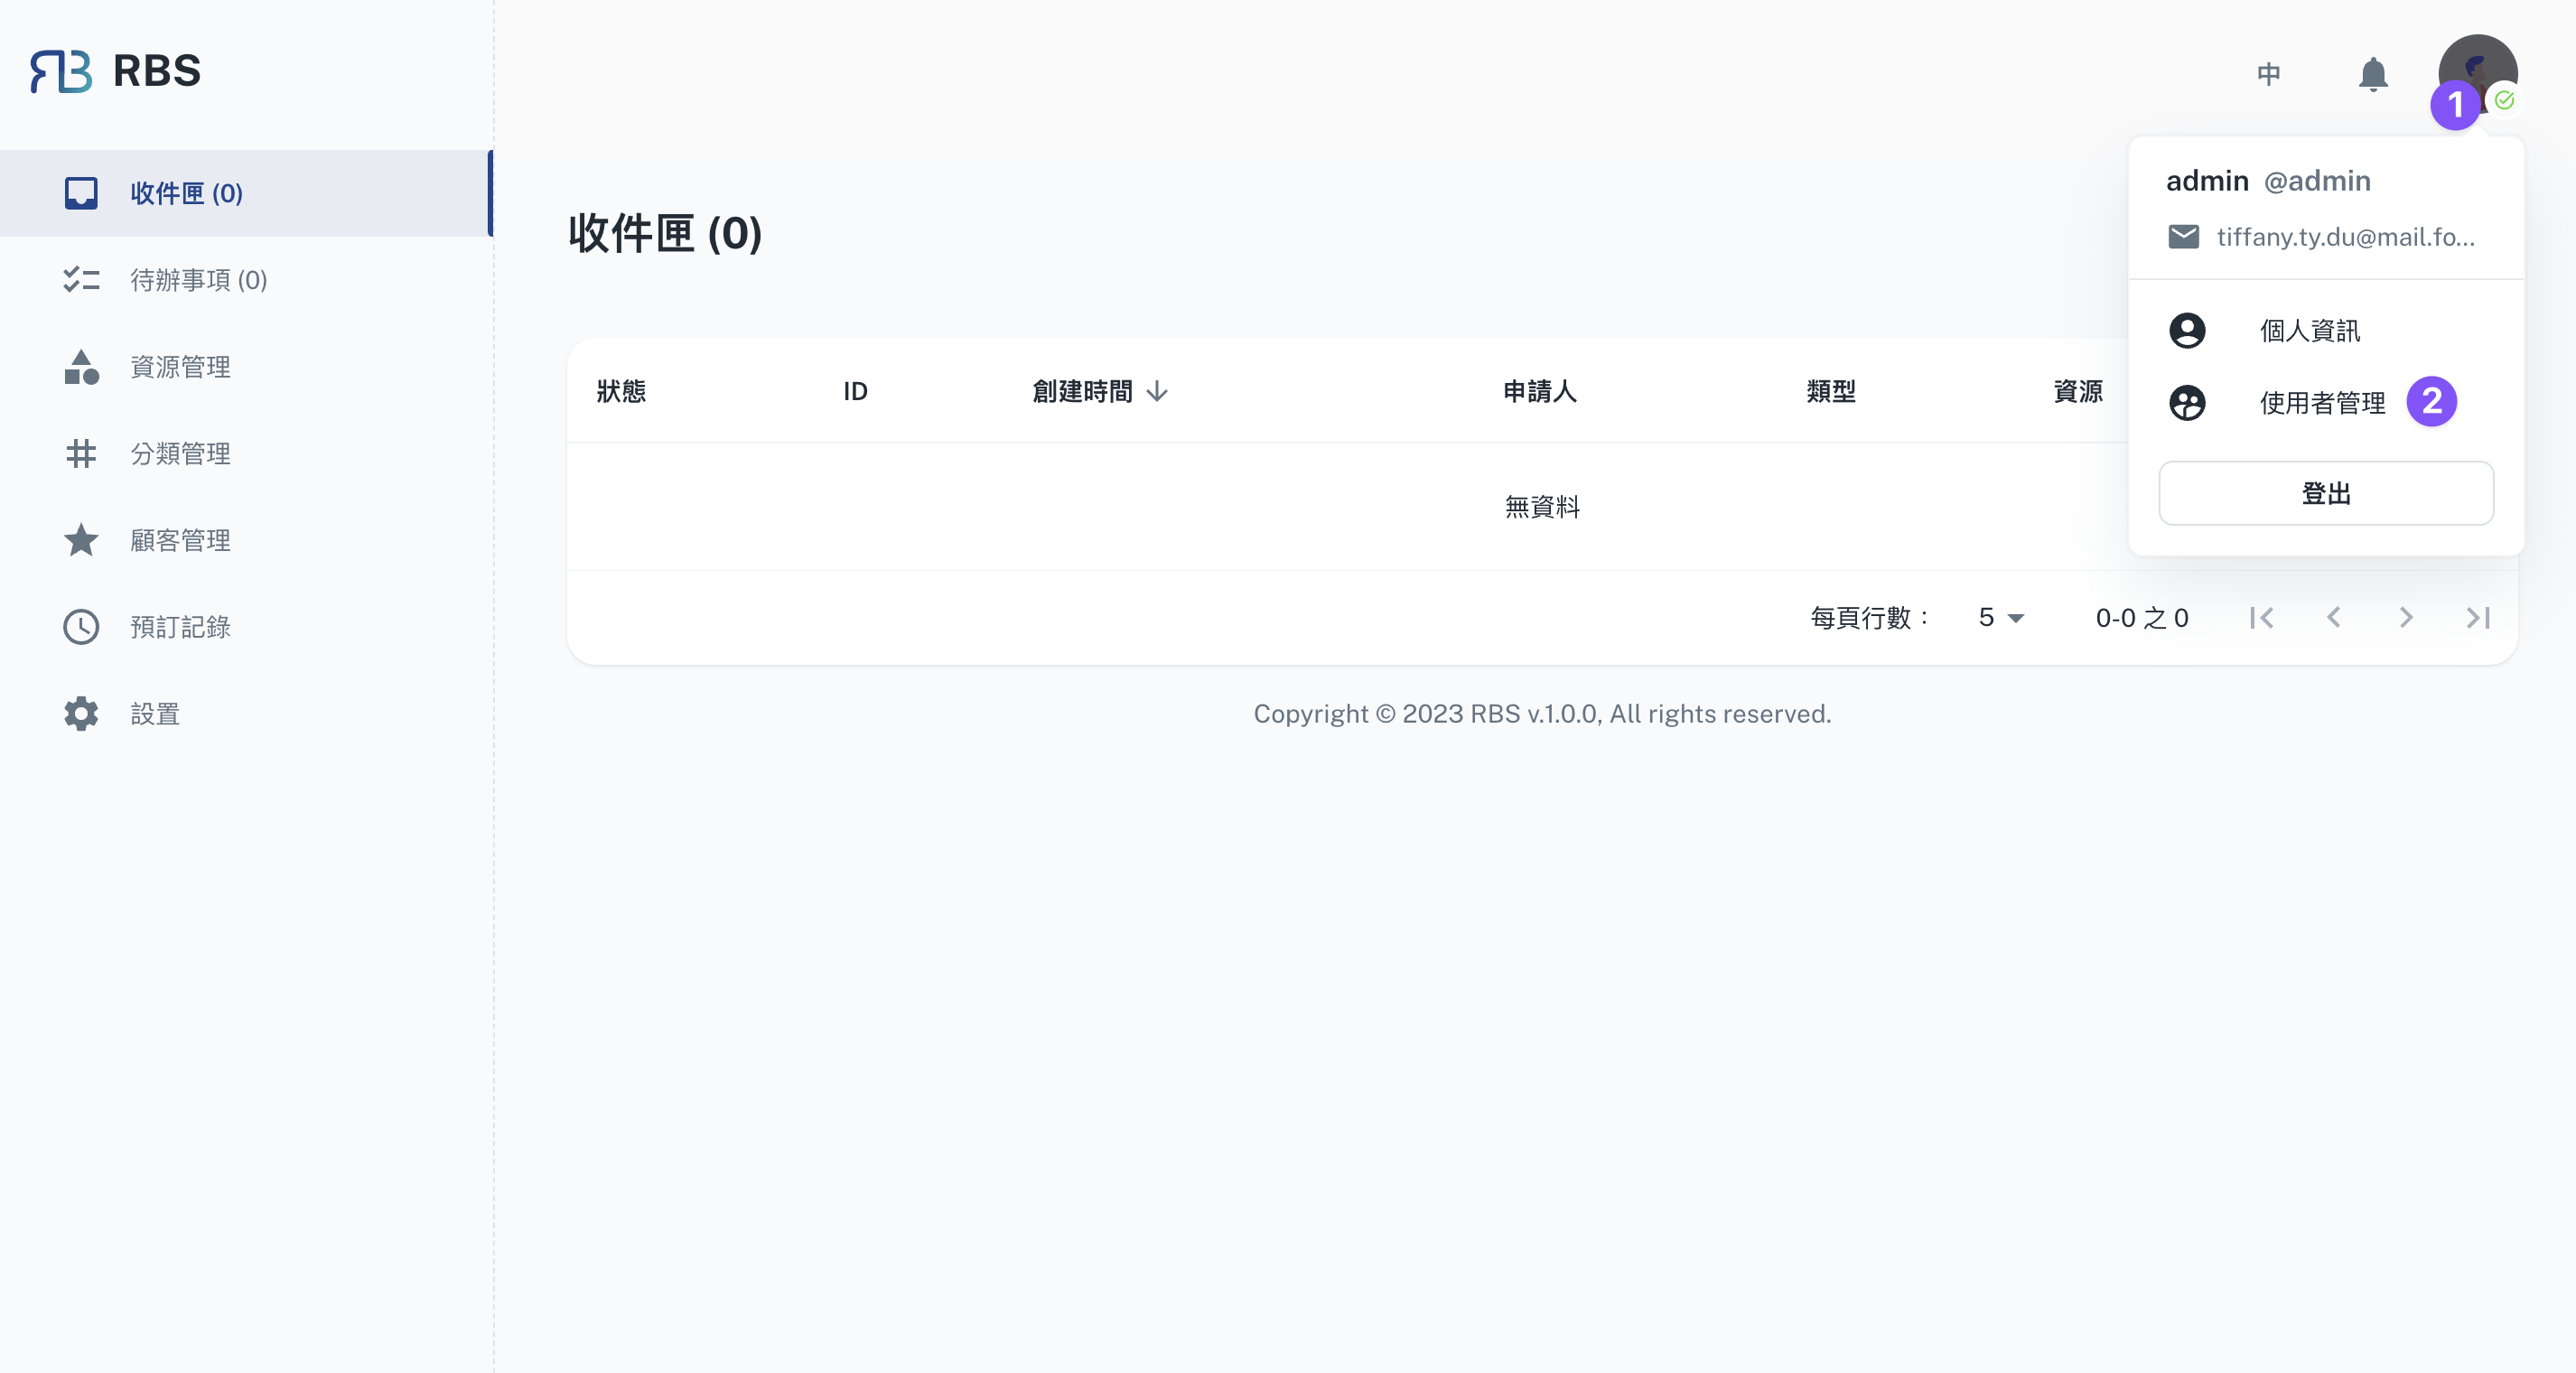 RBS
收件匣 (0)
待辦事項 (0)
資源管理
分類管理
顧客管理
預訂記錄
設置
中
1
admin @admin
tiffany.ty.du@mail.fo...
個人資訊
使用者管理 2
登出
收件匣 (0)
狀態 ID 創建時間 申請人 類型 資源
無資料
每頁行數： 5 0-0 之 0
Copyright © 2023 RBS v.1.0.0, All rights reserved.